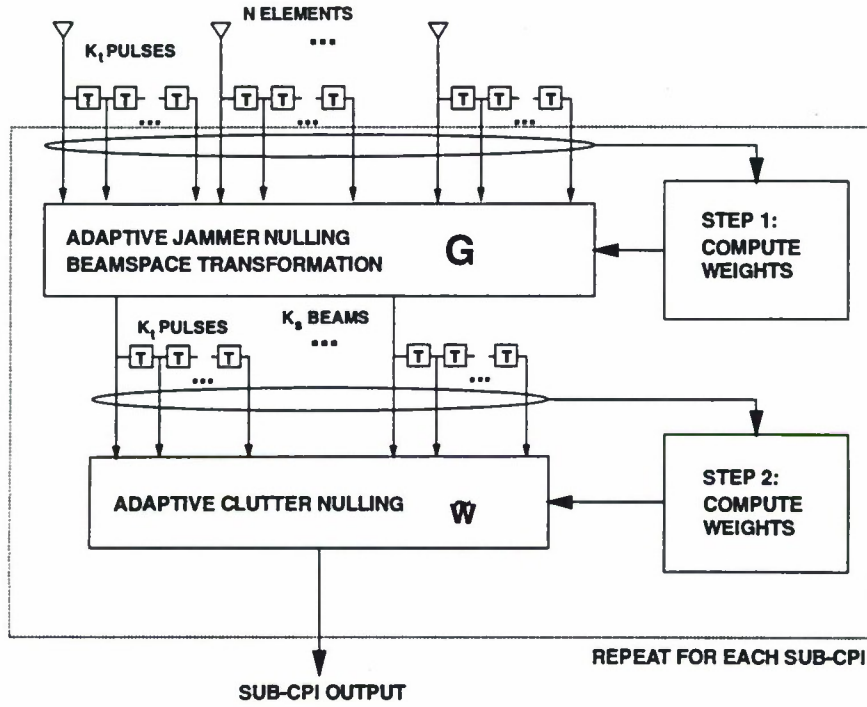 N ELEMENTS
...
Kt PULSES
T T T T T T T T T
... ... ...
ADAPTIVE JAMMER NULLING
BEAMSPACE TRANSFORMATION G
STEP 1:
COMPUTE
WEIGHTS
Kt PULSES
Ks BEAMS
...
T T T T T T
... ...
ADAPTIVE CLUTTER NULLING w̃
STEP 2:
COMPUTE
WEIGHTS
REPEAT FOR EACH SUB-CPI
SUB-CPI OUTPUT